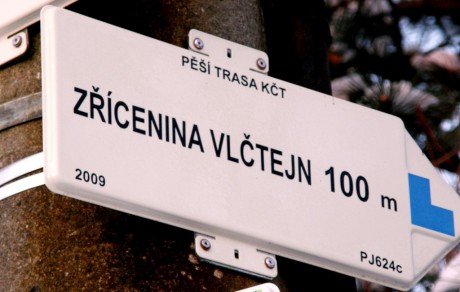 PĚŠÍ TRASA KČT
ZŘÍCENINA VLČTEJN 100 m
2009
PJ624c